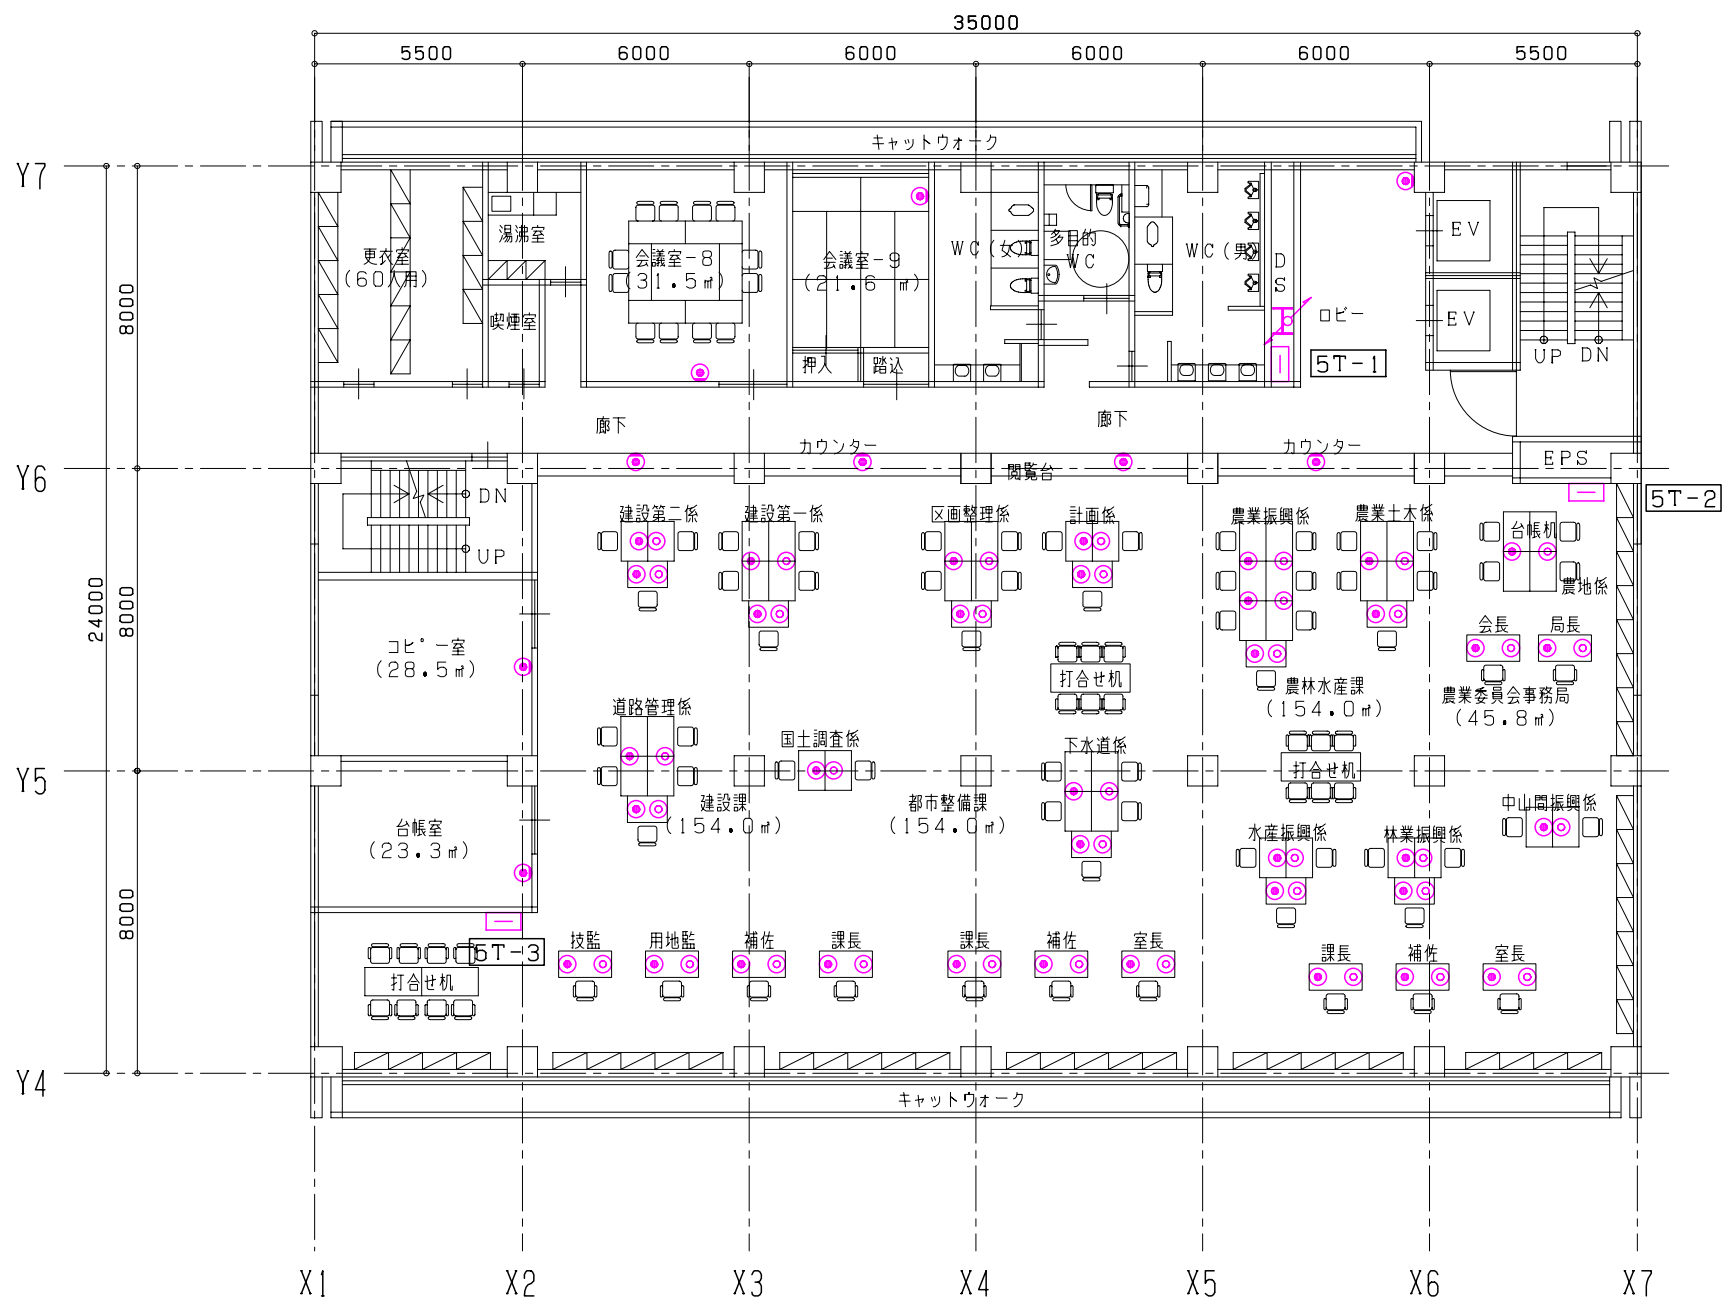 35000
5500 6000 6000 6000 6000 5500
キャットウォーク
Y7
湯沸室
更衣室
(60人用)
会議室-8
(31.5㎡)
会議室-9
(21.6 ㎡)
WC(女)
多目的
WC
WC(男)
DS
EV
ロビー
EV
喫煙室
8000
押入
踏込
5T-1
UP DN
廊下
廊下
カウンター
カウンター
Y6
閲覧台
EPS
DN
5T-2
建設第二係
建設第一係
区画整理係
計画係
農業振興係
農業土木係
台帳机
UP
農地係
24000
8000
会長
局長
コピー室
(28.5㎡)
打合せ机
農林水産課
(154.0㎡)
農業委員会事務局
(45.8㎡)
道路管理係
国土調査係
下水道係
Y5
打合せ机
建設課
(154.0㎡)
都市整備課
(154.0㎡)
中山間振興係
台帳室
(23.3㎡)
水産振興係
林業振興係
8000
5T-3
技監
用地監
補佐
課長
課長
補佐
室長
課長
補佐
室長
打合せ机
Y4
キャットウォーク
X1 X2 X3 X4 X5 X6 X7